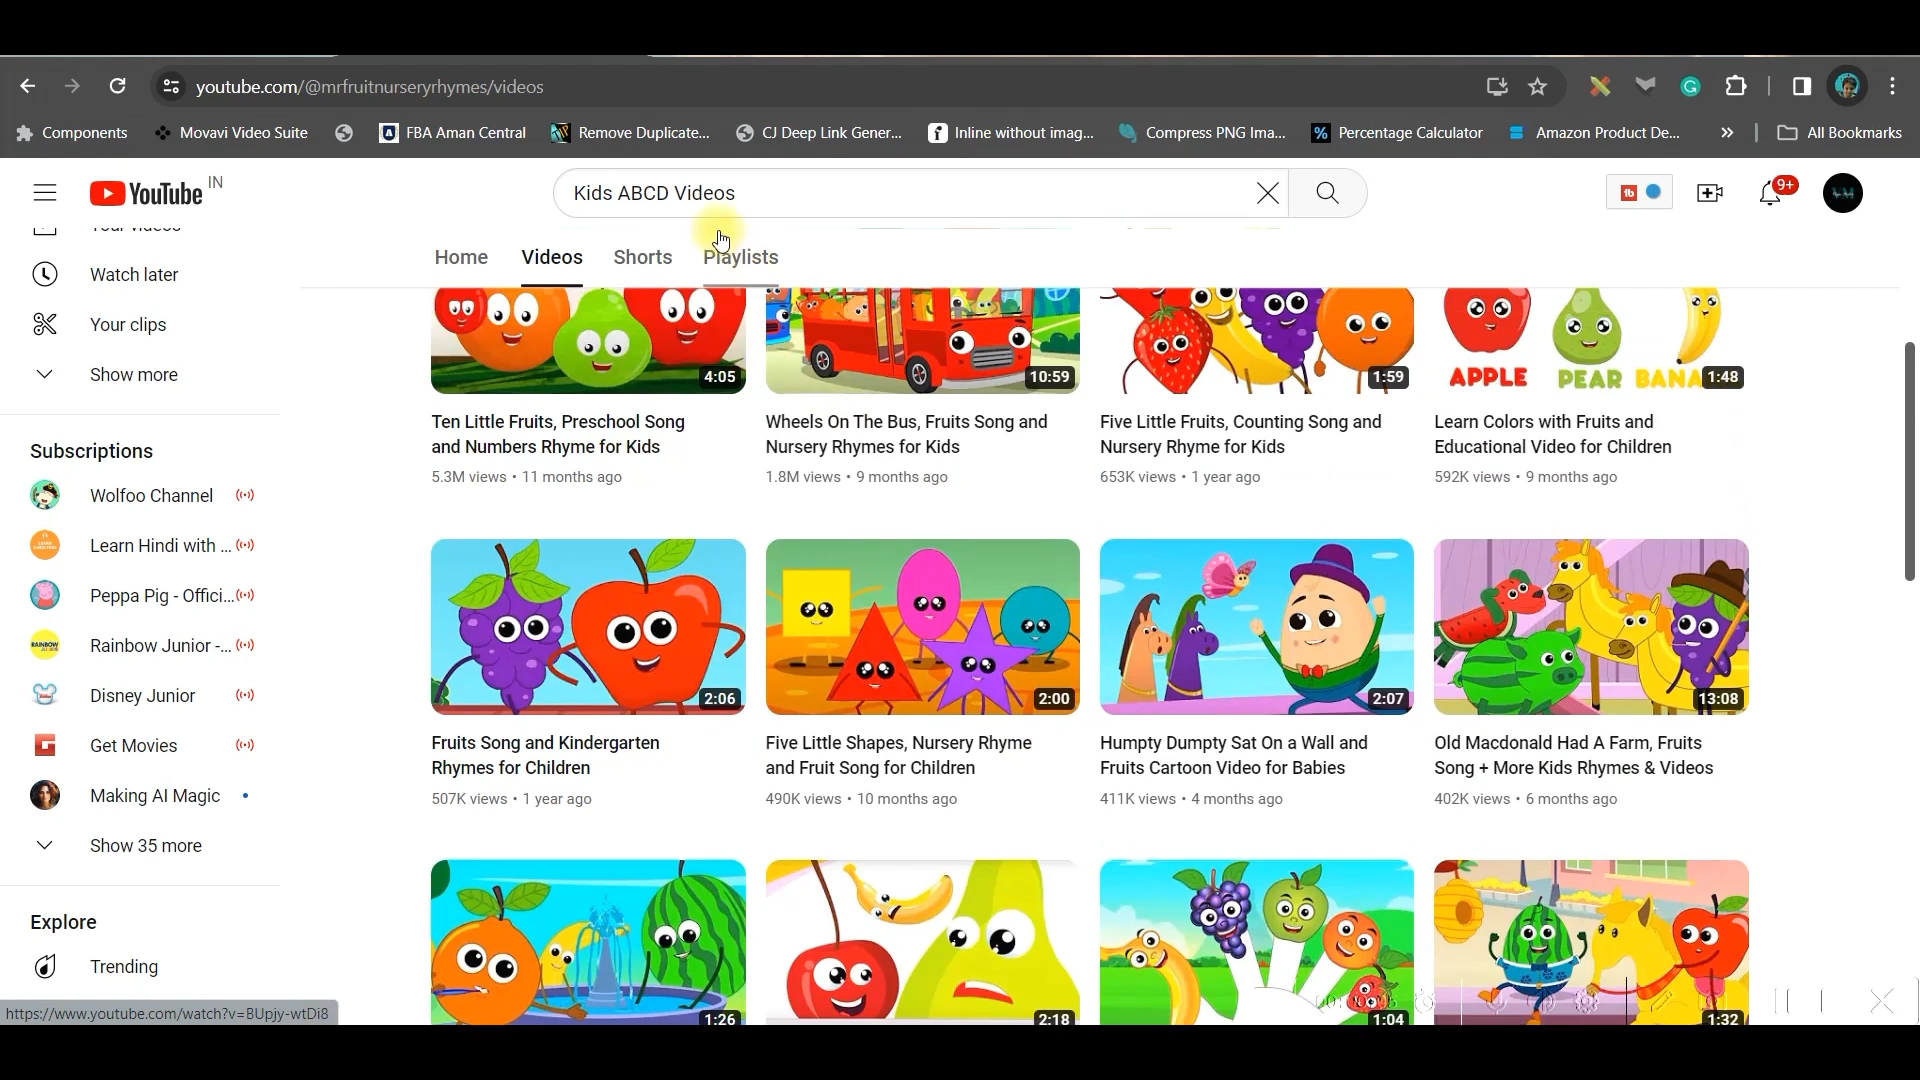 youtube.com/@mrfruitnurseryrhymes/videos
Components
Movavi Video Suite
FBA Aman Central
Remove Duplicate...
CJ Deep Link Gener...
Inline without imag...
Compress PNG Ima...
Percentage Calculator
Amazon Product De...
All Bookmarks
YouTube IN
Kids ABCD Videos
9+
Home
Videos
Shorts
Playlists
Your videos
Watch later
Your clips
Show more
Subscriptions
Wolfoo Channel
Learn Hindi with ...
Peppa Pig - Offici...
Rainbow Junior -...
Disney Junior
Get Movies
Making AI Magic
Show 35 more
Explore
Trending
4:05
Ten Little Fruits, Preschool Song
and Numbers Rhyme for Kids
5.3M views • 11 months ago
10:59
Wheels On The Bus, Fruits Song and
Nursery Rhymes for Kids
1.8M views • 9 months ago
1:59
Five Little Fruits, Counting Song and
Nursery Rhyme for Kids
653K views • 1 year ago
APPLE PEAR BANA
1:48
Learn Colors with Fruits and
Educational Video for Children
592K views • 9 months ago
2:06
Fruits Song and Kindergarten
Rhymes for Children
507K views • 1 year ago
2:00
Five Little Shapes, Nursery Rhyme
and Fruit Song for Children
490K views • 10 months ago
2:07
Humpty Dumpty Sat On a Wall and
Fruits Cartoon Video for Babies
411K views • 4 months ago
13:08
Old Macdonald Had A Farm, Fruits
Song + More Kids Rhymes & Videos
402K views • 6 months ago
1:26
2:18
1:04
1:32
https://www.youtube.com/watch?v=BUpjy-wtDi8